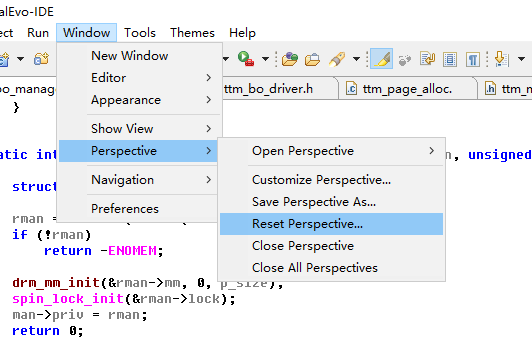 alEvo-IDE
ect Run Window Tools Themes Help
New Window
Editor
Appearance
Show View
Perspective
Navigation
Preferences
Open Perspective
Customize Perspective...
Save Perspective As...
Reset Perspective...
Close Perspective
Close All Perspectives
bo_manag ttm_bo_driver.h ttm_page_alloc.
}
atic int n, unsigned
struct
rman =
if (!rman)
return -ENOMEM;
drm_mm_init(&rman->mm, 0, p_size);
spin_lock_init(&rman->lock);
man->priv = rman;
return 0;